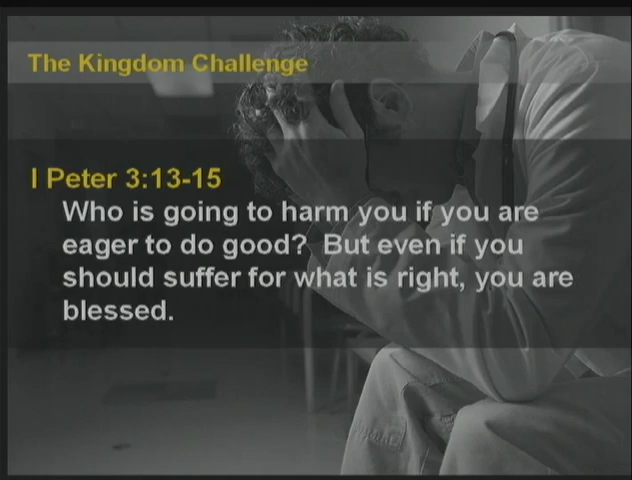 The Kingdom Challenge
I Peter 3:13-15
Who is going to harm you if you are
eager to do good?  But even if you
should suffer for what is right, you are
blessed.